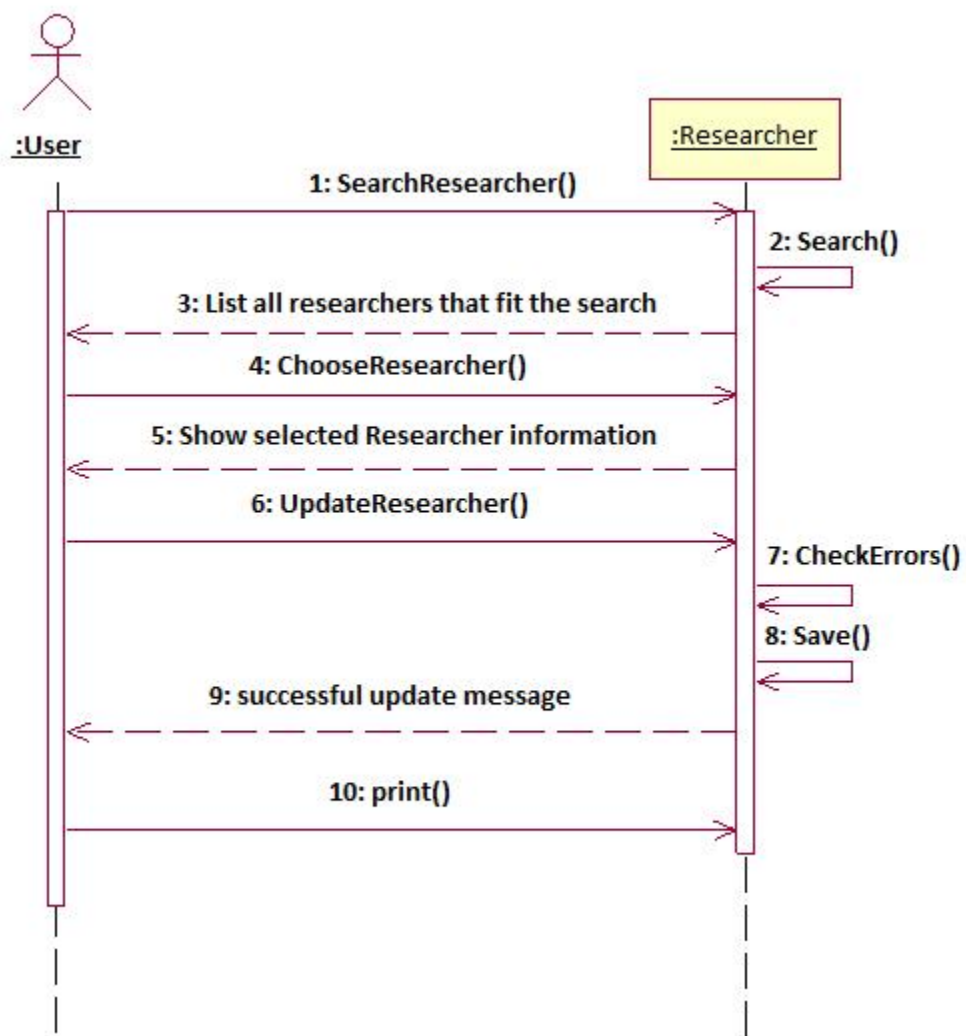 :User
:Researcher
1: SearchResearcher()
2: Search()
3: List all researchers that fit the search
4: ChooseResearcher()
5: Show selected Researcher information
6: UpdateResearcher()
7: CheckErrors()
8: Save()
9: successful update message
10: print()